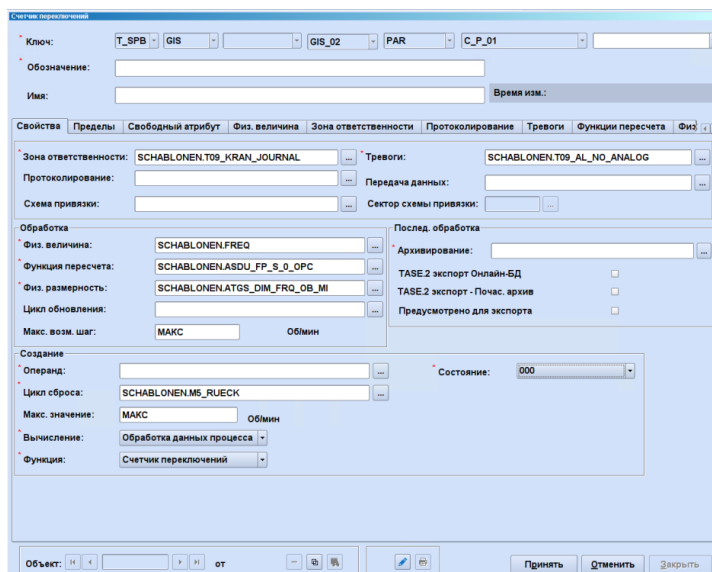 Счетчик переключений
* Ключ: T_SPB GIS GIS_02 PAR C_P_01
* Обозначение:
Имя: Время изм.:
Свойства Пределы Свободный атрибут Физ. величина Зона ответственности Протоколирование Тревоги Функции пересчета Физ
* Зона ответственности: SCHABLONEN.T09_KRAN_JOURNAL ... * Тревоги: SCHABLONEN.T09_AL_NO_ANALOG ...
Протоколирование: ... Передача данных: ...
Схема привязки: ... Сектор схемы привязки: ...
Обработка Послед. обработка
* Физ. величина: SCHABLONEN.FREQ ... * Архивирование: ...
* Функция пересчета: SCHABLONEN.ASDU_FP_S_0_OPC ... TASE.2 экспорт Онлайн-БД
* Физ. размерность: SCHABLONEN.ATGS_DIM_FRQ_OB_MI ... TASE.2 экспорт - Почас. архив
Цикл обновления: ... Предусмотрено для экспорта
Макс. возм. шаг: МАКС Об/мин
Создание
* Операнд: ... * Состояние: 000
* Цикл сброса: SCHABLONEN.M5_RUECK ...
Макс. значение: МАКС Об/мин
* Вычисление: Обработка данных процесса
* Функция: Счетчик переключений
Объект: от Принять Отменить Закрыть